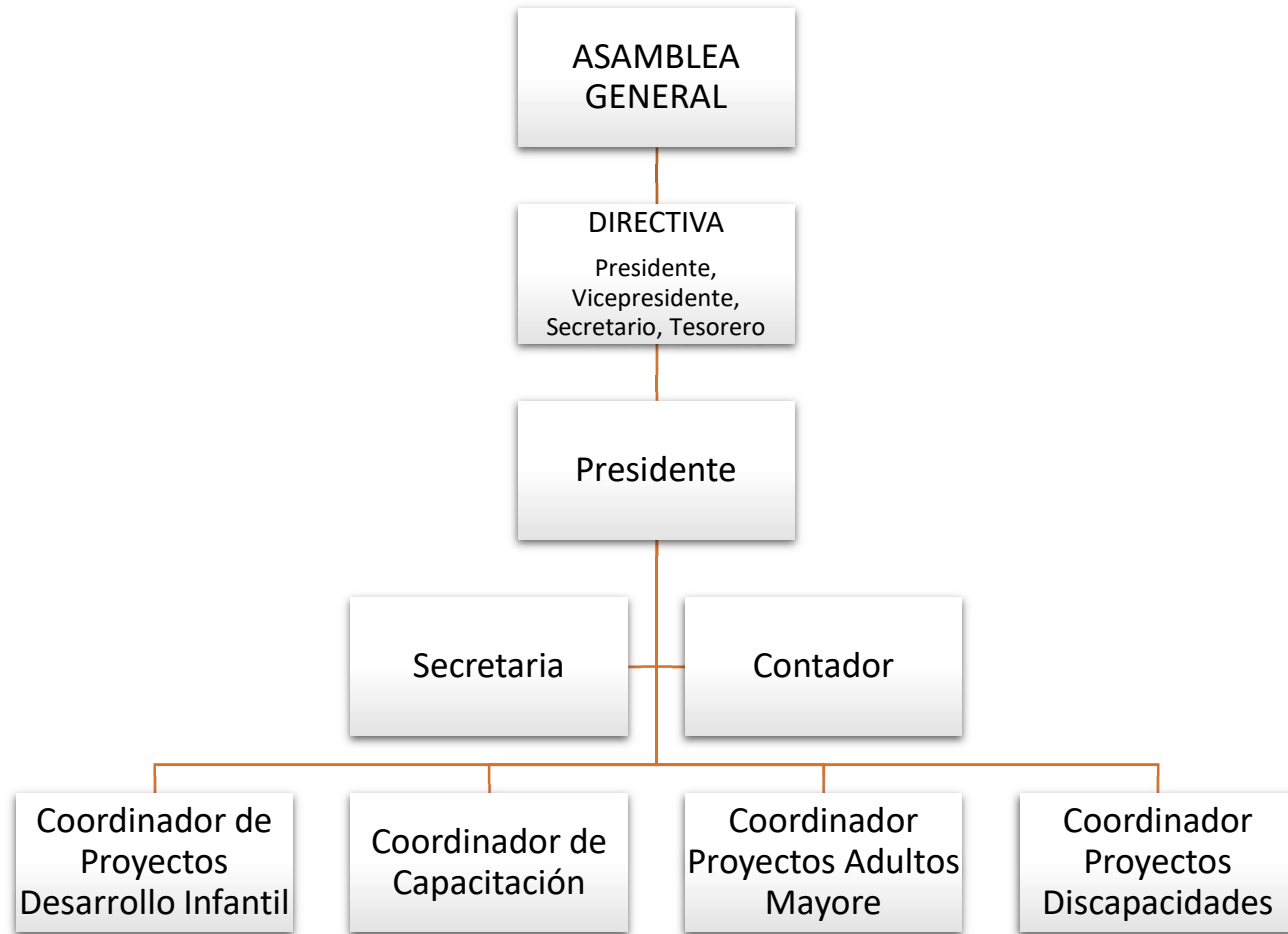 ASAMBLEA
GENERAL
DIRECTIVA
Presidente,
Vicepresidente,
Secretario, Tesorero
Presidente
Secretaria
Contador
Coordinador de
Proyectos
Desarrollo Infantil
Coordinador de
Capacitación
Coordinador
Proyectos Adultos
Mayore
Coordinador
Proyectos
Discapacidades